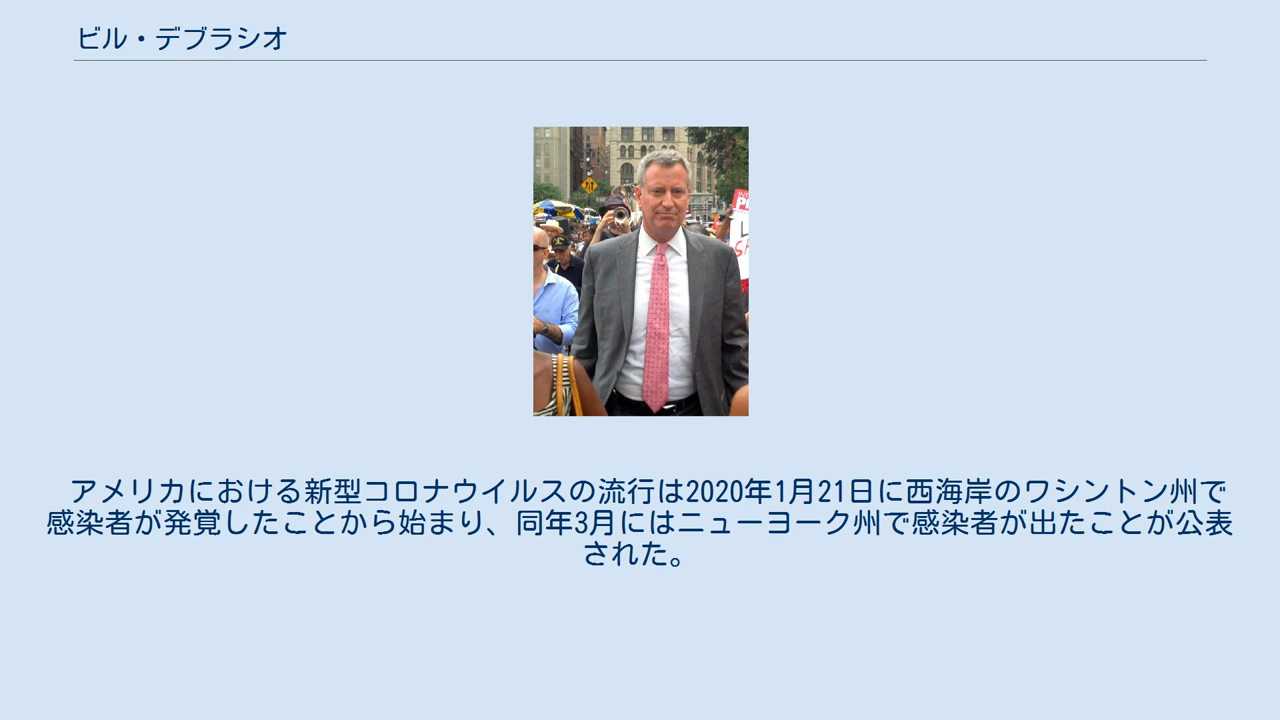 ビル・デブラシオ
アメリカにおける新型コロナウイルスの流行は2020年1月21日に西海岸のワシントン州で
感染者が発覚したことから始まり、同年3月にはニューヨーク州で感染者が出たことが公表
された。